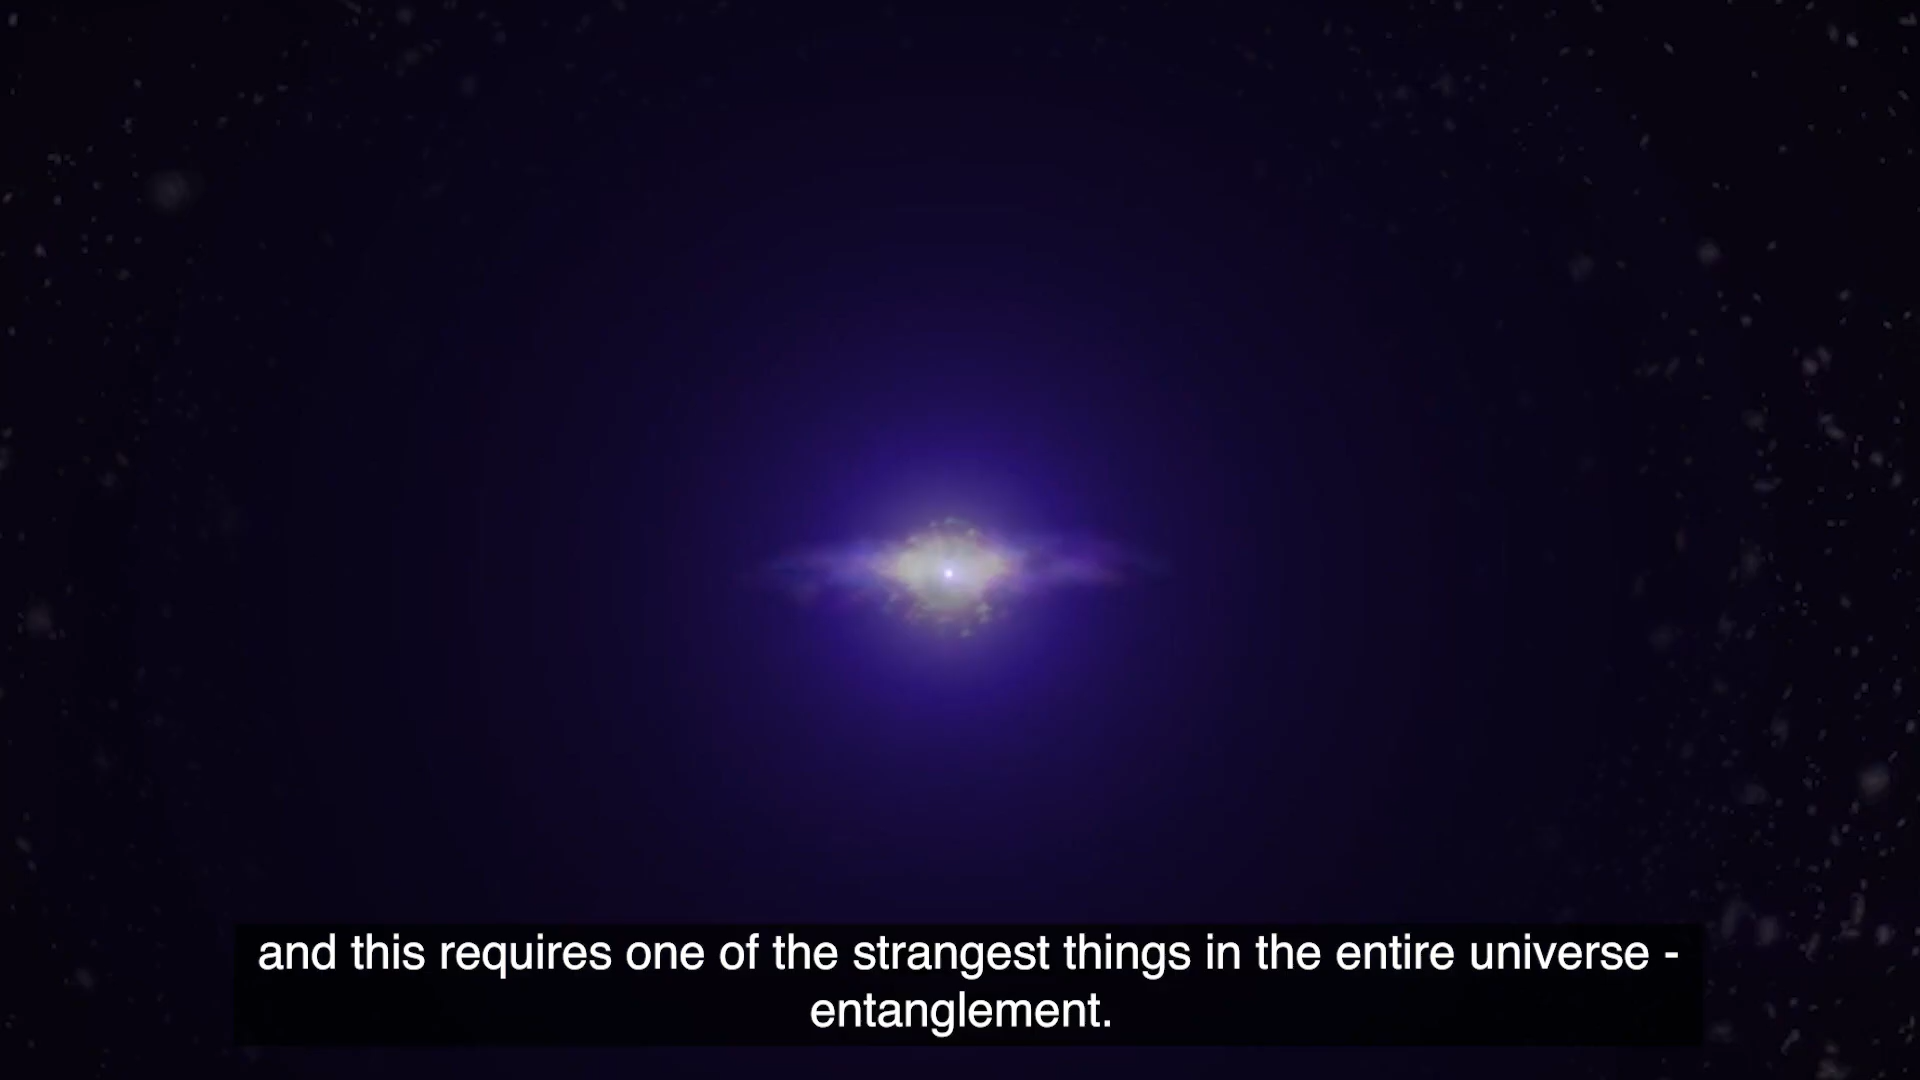 and this requires one of the strangest things in the entire universe -
entanglement.